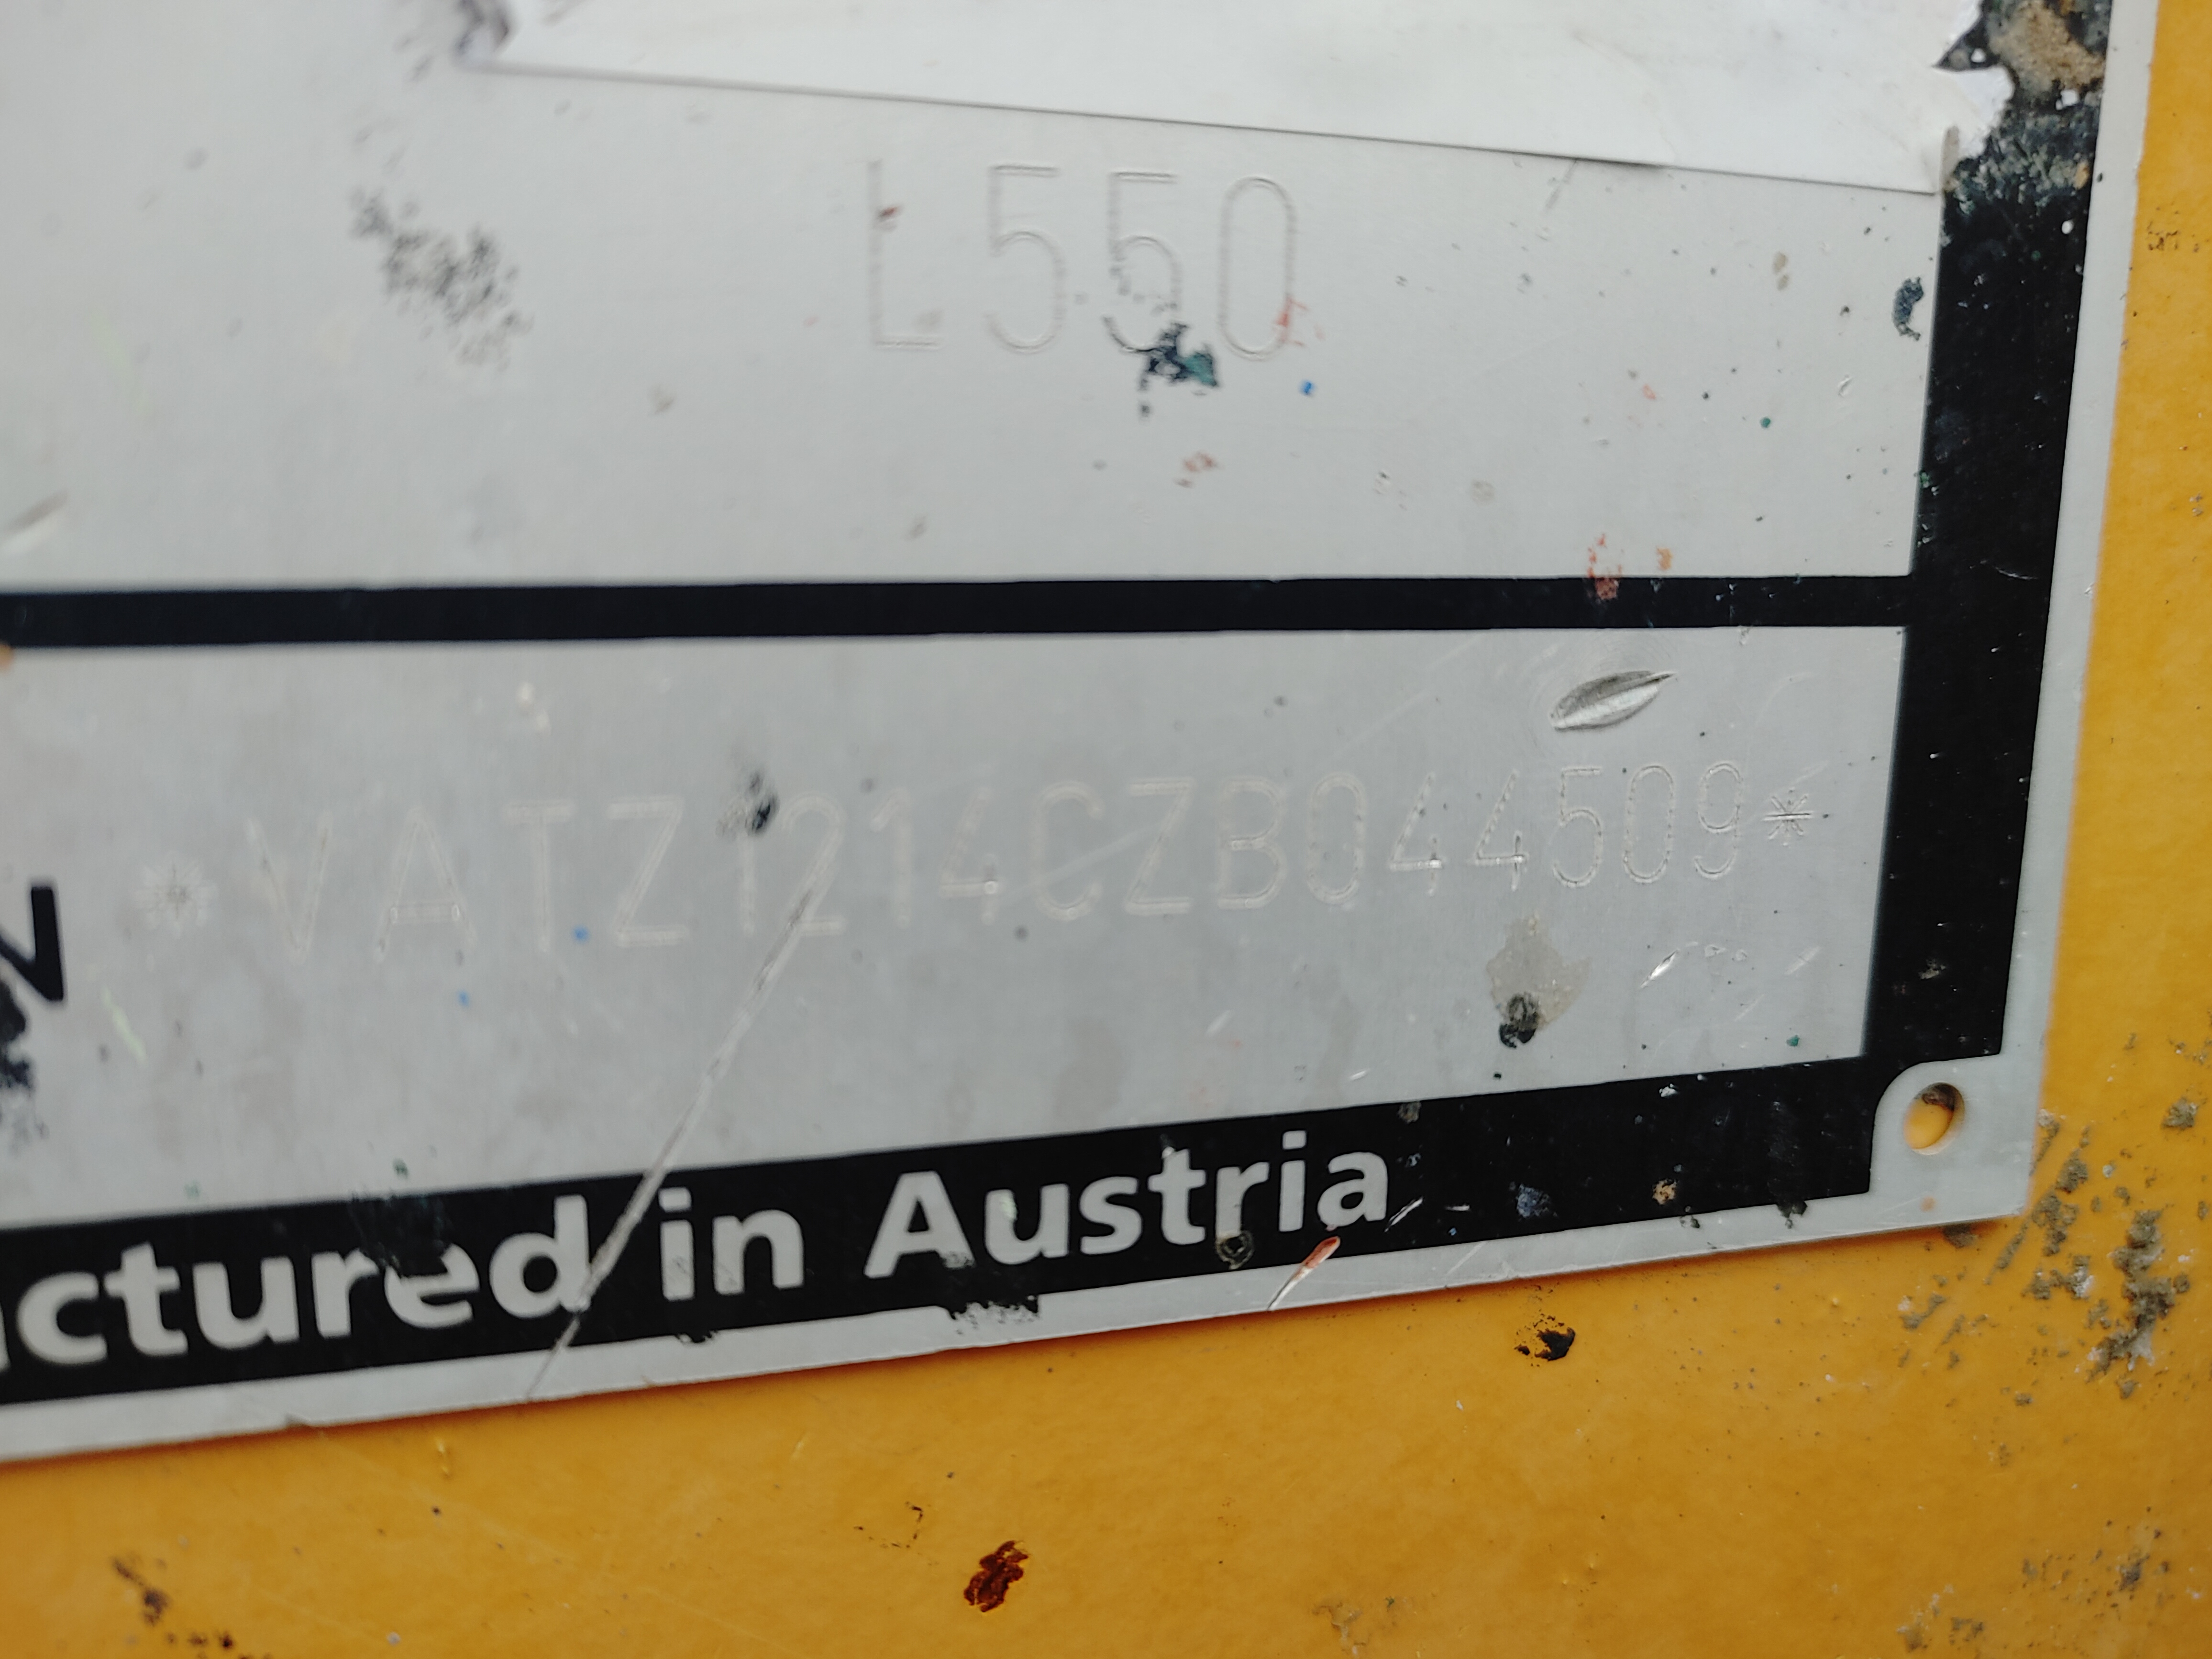 L550
*VATZ1214CZB044509*
ctured in Austria